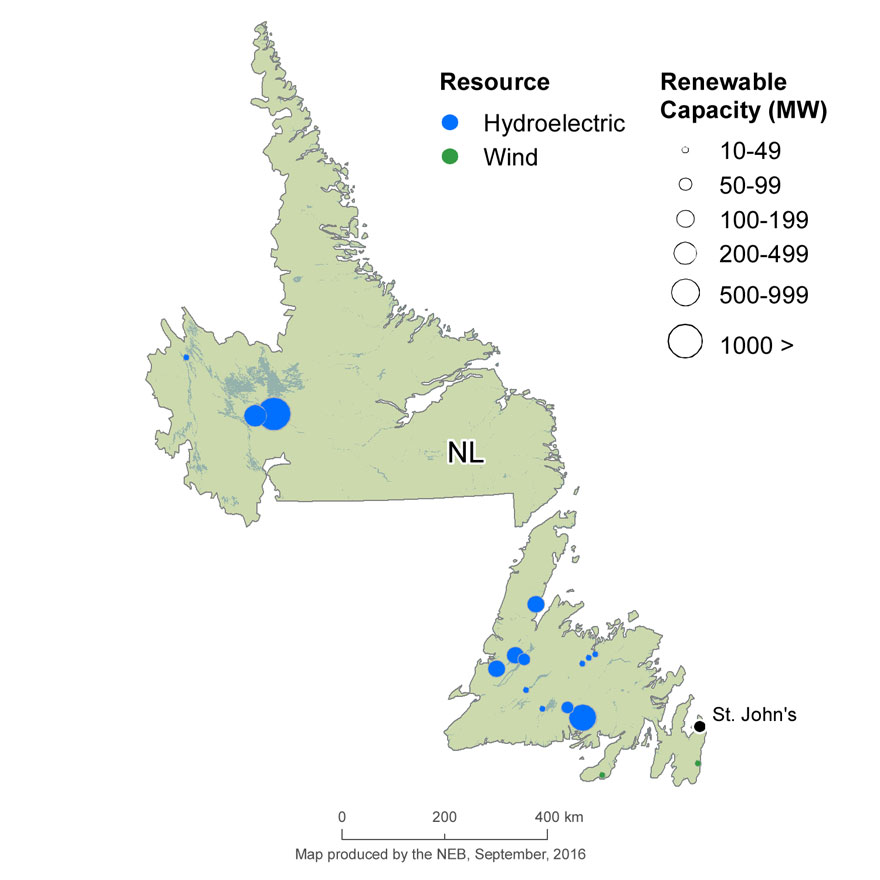 Resource
Hydroelectric
Wind
Renewable
Capacity (MW)
10-49
50-99
100-199
200-499
500-999
1000 >
NL
St. John's
0 200 400 km
Map produced by the NEB, September, 2016